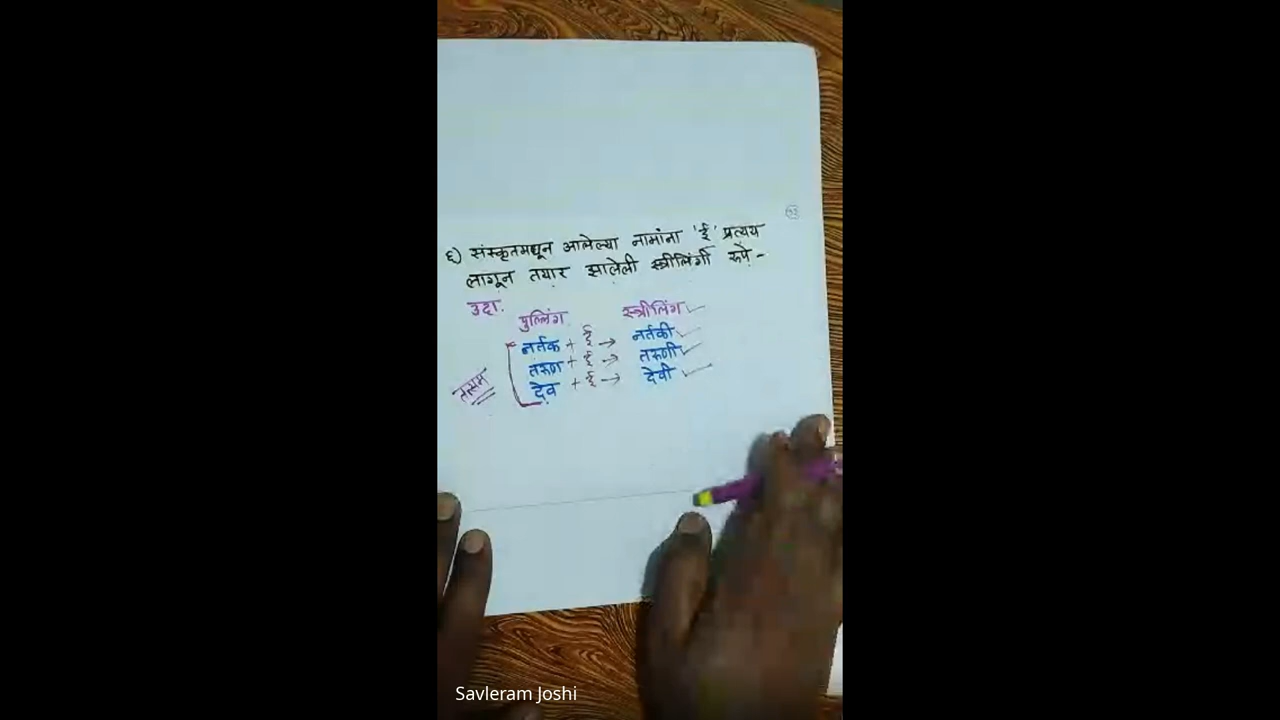 ६) संस्कृतमधून आलेल्या नामांना 'ई' प्रत्यय
लागून तयार झालेली स्त्रीलिंगी रूपे -
उदा.
पुल्लिंग स्त्रीलिंग
नर्तक + ई → नर्तकी
तरुण + ई → तरुणी
देव + ई → देवी
तत्सम
Savleram Joshi